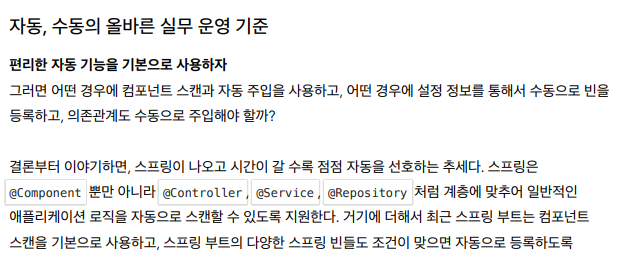 자동, 수동의 올바른 실무 운영 기준
편리한 자동 기능을 기본으로 사용하자
그러면 어떤 경우에 컴포넌트 스캔과 자동 주입을 사용하고, 어떤 경우에 설정 정보를 통해서 수동으로 빈을
등록하고, 의존관계도 수동으로 주입해야 할까?
결론부터 이야기하면, 스프링이 나오고 시간이 갈 수록 점점 자동을 선호하는 추세다. 스프링은
@Component 뿐만 아니라 @Controller, @Service, @Repository 처럼 계층에 맞추어 일반적인
애플리케이션 로직을 자동으로 스캔할 수 있도록 지원한다. 거기에 더해서 최근 스프링 부트는 컴포넌트
스캔을 기본으로 사용하고, 스프링 부트의 다양한 스프링 빈들도 조건이 맞으면 자동으로 등록하도록